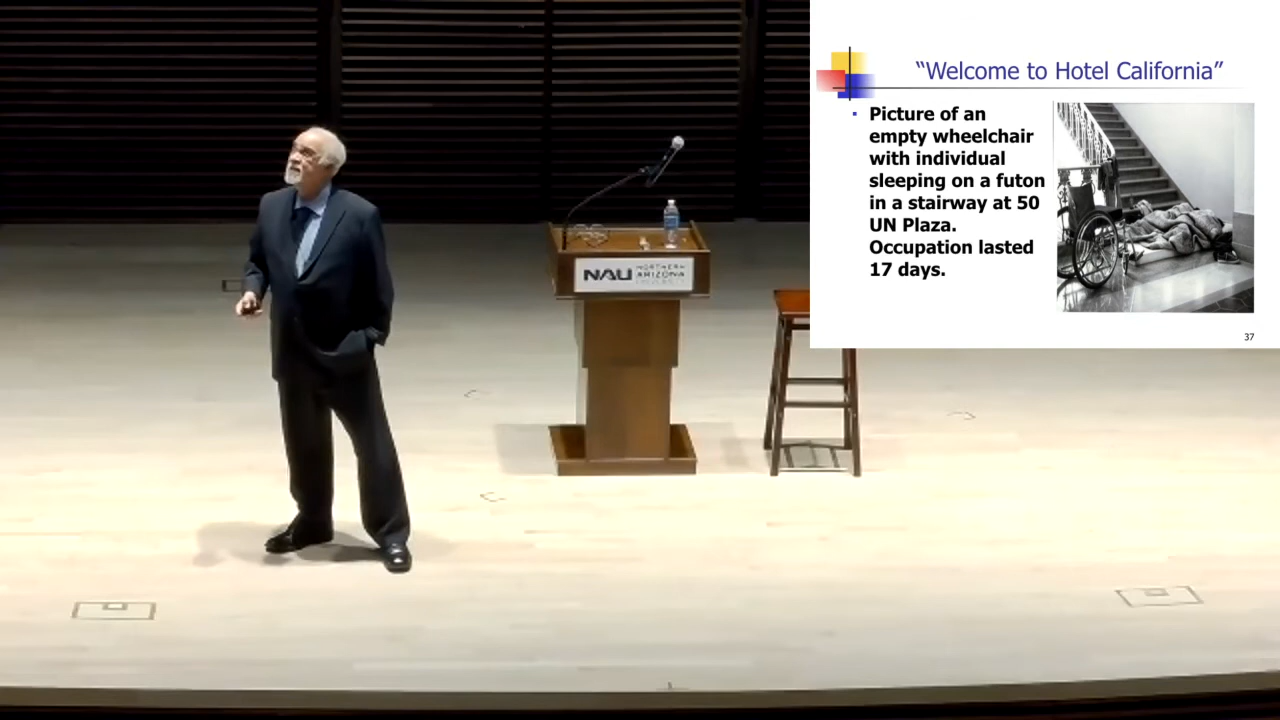 “Welcome to Hotel California”
Picture of an
empty wheelchair
with individual
sleeping on a futon
in a stairway at 50
UN Plaza.
Occupation lasted
17 days.
37
NAU NORTHERN
ARIZONA
UNIVERSITY